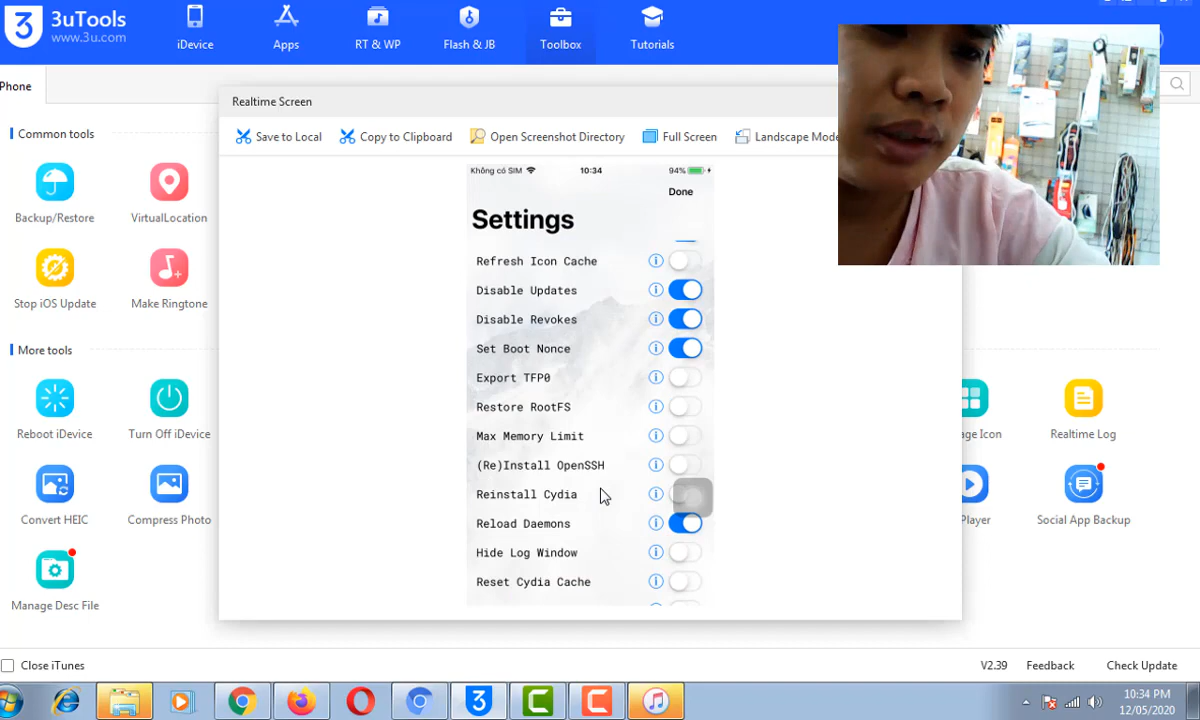 3uTools
www.3u.com
iDevice
Apps
RT & WP
Flash & JB
Toolbox
Tutorials
Phone
Realtime Screen
Common tools
Save to Local
Copy to Clipboard
Open Screenshot Directory
Full Screen
Landscape Mode
Backup/Restore
VirtualLocation
Stop iOS Update
Make Ringtone
More tools
Reboot iDevice
Turn Off iDevice
Convert HEIC
Compress Photo
Manage Desc File
Không có SIM
10:34
94%
Done
Settings
Refresh Icon Cache
Disable Updates
Disable Revokes
Set Boot Nonce
Export TFP0
Restore RootFS
Max Memory Limit
(Re)Install OpenSSH
Reinstall Cydia
Reload Daemons
Hide Log Window
Reset Cydia Cache
age Icon
Realtime Log
Player
Social App Backup
Close iTunes
V2.39
Feedback
Check Update
10:34 PM
12/05/2020